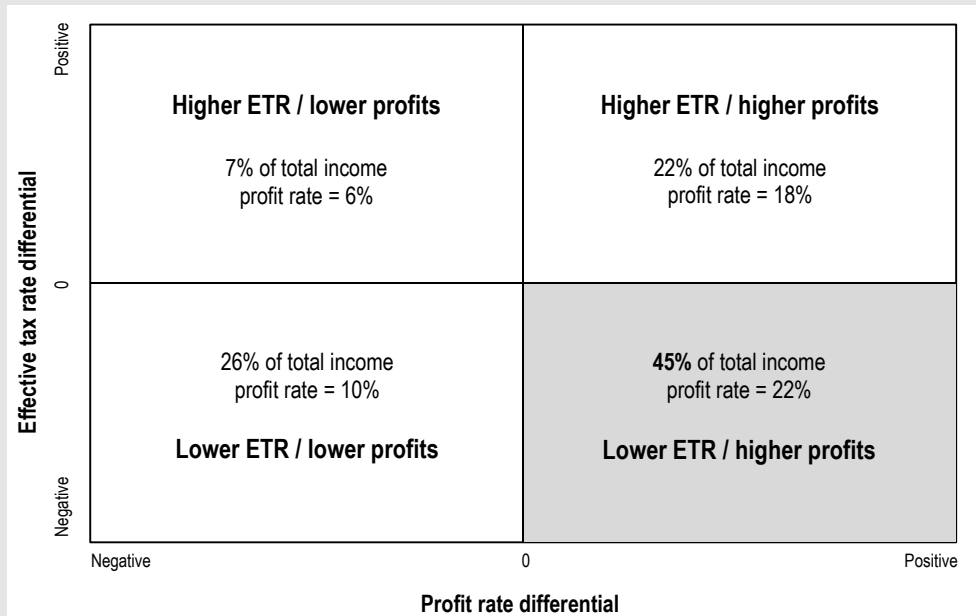 Positive
Higher ETR / lower profits
7% of total income
profit rate = 6%
Higher ETR / higher profits
22% of total income
profit rate = 18%
Effective tax rate differential
0
26% of total income
profit rate = 10%
Lower ETR / lower profits
45% of total income
profit rate = 22%
Lower ETR / higher profits
Negative
Negative
0
Positive
Profit rate differential